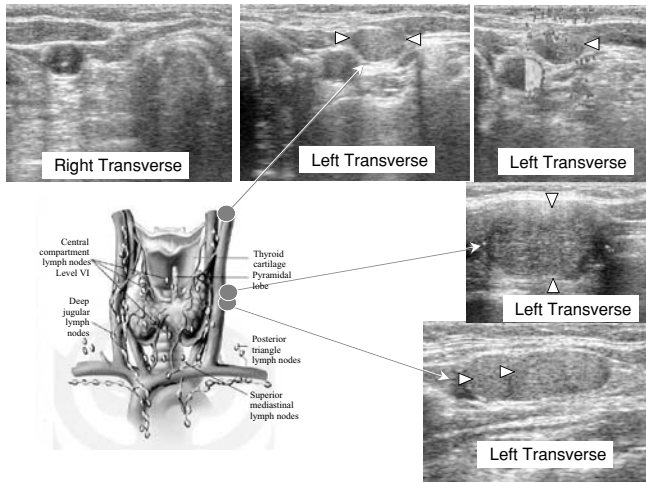 Right Transverse
Left Transverse
Left Transverse
Central
compartment
lymph nodes
Level VI
Thyroid
cartilage
Pyramidal
lobe
Left Transverse
Deep
jugular
lymph
nodes
Posterior
triangle
lymph nodes
Superior
mediastinal
lymph nodes
Left Transverse